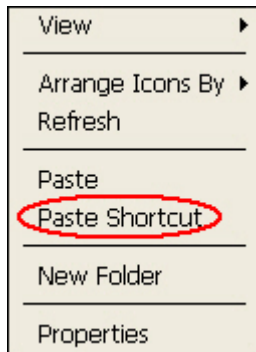 View
Arrange Icons By
Refresh
Paste
Paste Shortcut
New Folder
Properties